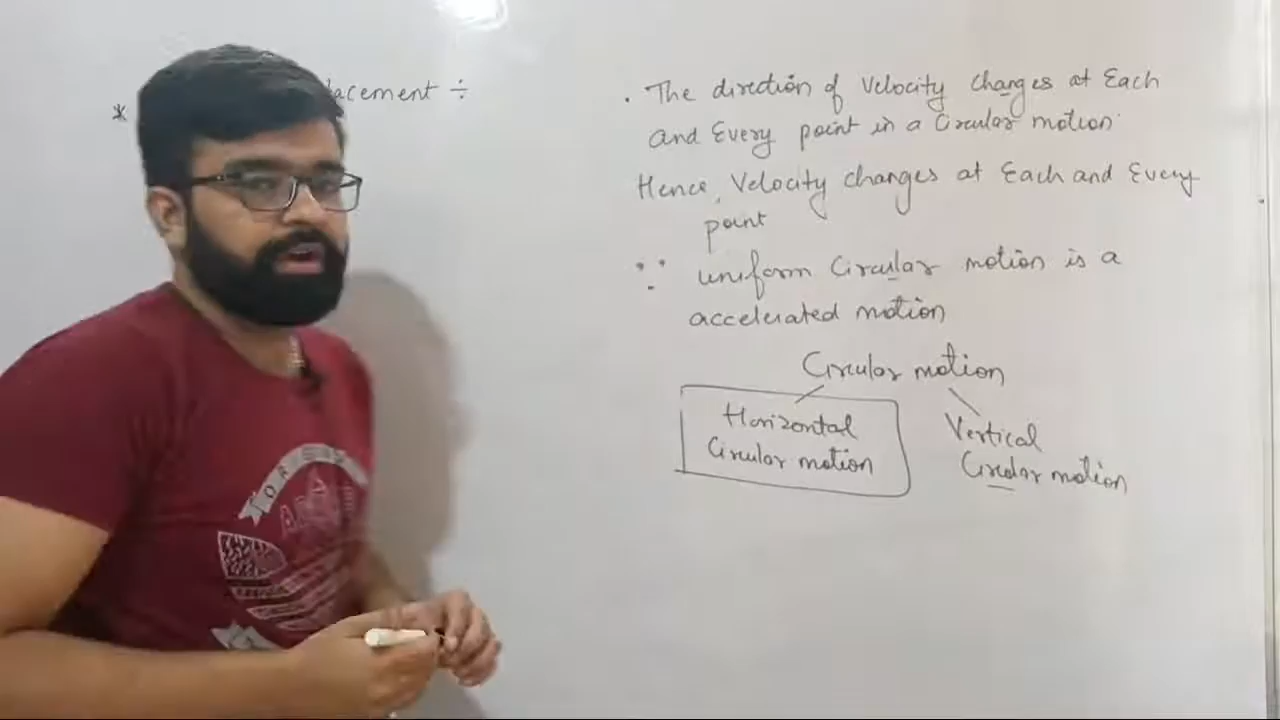 * lacement ÷
. The direction of Velocity changes at Each
and Every point in a Circular motion.
Hence, Velocity changes at Each and Every
point
∵ uniform Circular motion is a
accelerated motion
Circular motion
Horizontal
Circular motion
Vertical
Circular motion